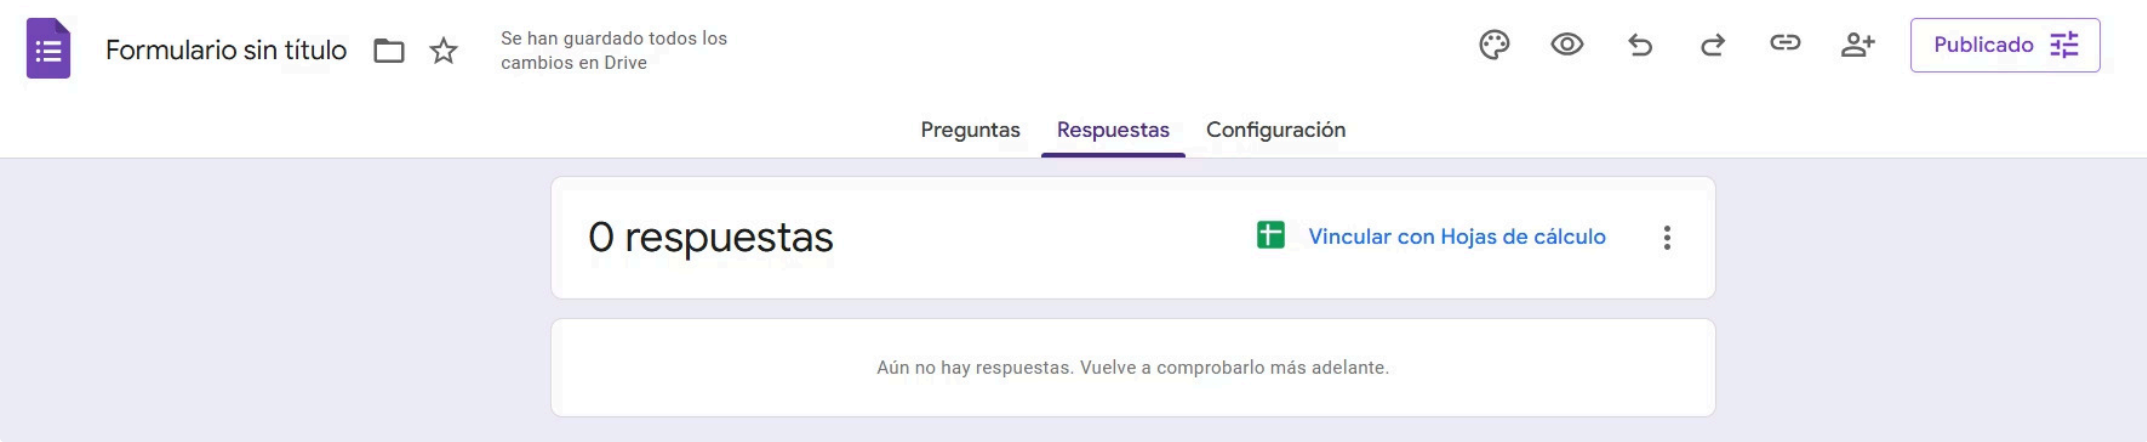 Formulario sin título
Se han guardado todos los
cambios en Drive
Publicado
Preguntas Respuestas Configuración
0 respuestas
Vincular con Hojas de cálculo
Aún no hay respuestas. Vuelve a comprobarlo más adelante.